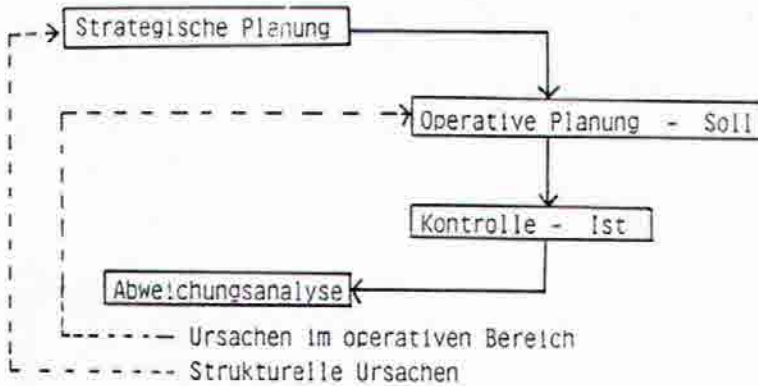 Strategische Planung
Operative Planung - Soll
Kontrolle - Ist
Abweichungsanalyse
Ursachen im operativen Bereich
Strukturelle Ursachen